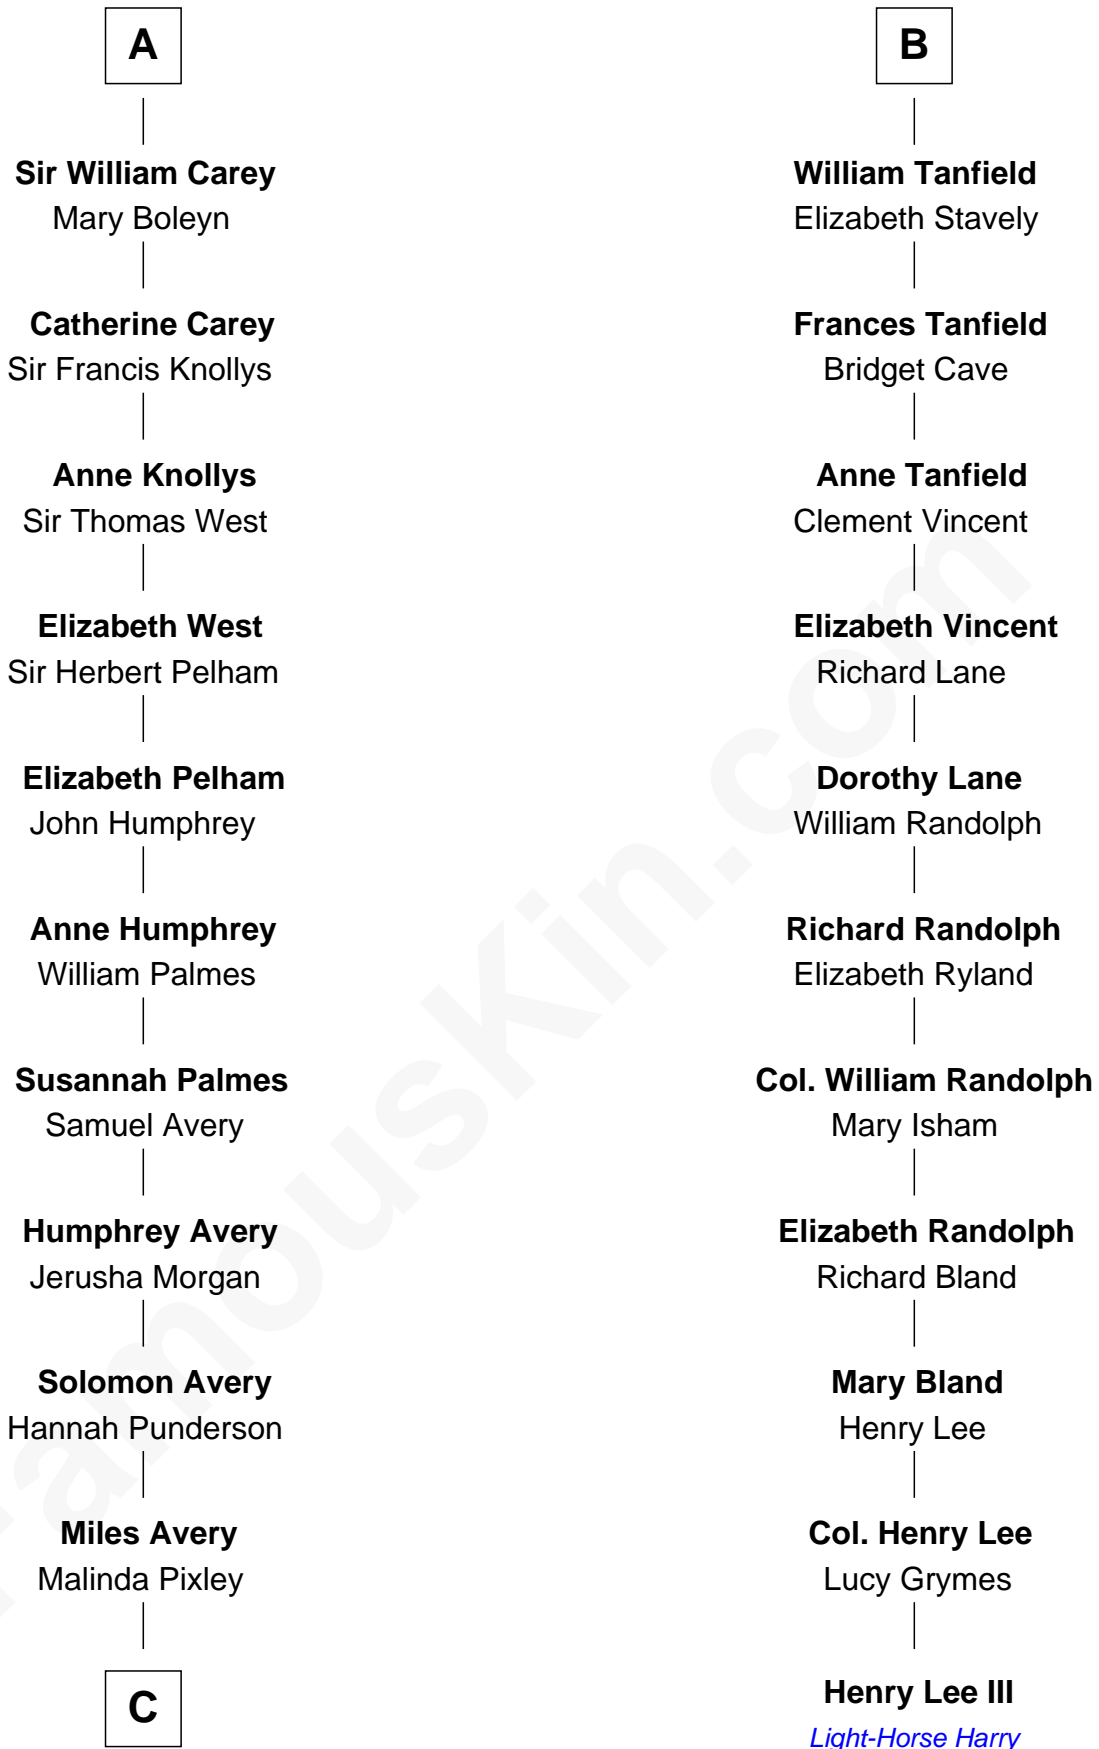 A
Sir William Carey
Mary Boleyn
Catherine Carey
Sir Francis Knollys
Anne Knollys
Sir Thomas West
Elizabeth West
Sir Herbert Pelham
Elizabeth Pelham
John Humphrey
Anne Humphrey
William Palmes
Susannah Palmes
Samuel Avery
Humphrey Avery
Jerusha Morgan
Solomon Avery
Hannah Punderson
Miles Avery
Malinda Pixley
C
B
William Tanfield
Elizabeth Stavely
Frances Tanfield
Bridget Cave
Anne Tanfield
Clement Vincent
Elizabeth Vincent
Richard Lane
Dorothy Lane
William Randolph
Richard Randolph
Elizabeth Ryland
Col. William Randolph
Mary Isham
Elizabeth Randolph
Richard Bland
Mary Bland
Henry Lee
Col. Henry Lee
Lucy Grymes
Henry Lee III
Light-Horse Harry
FamousKin.com